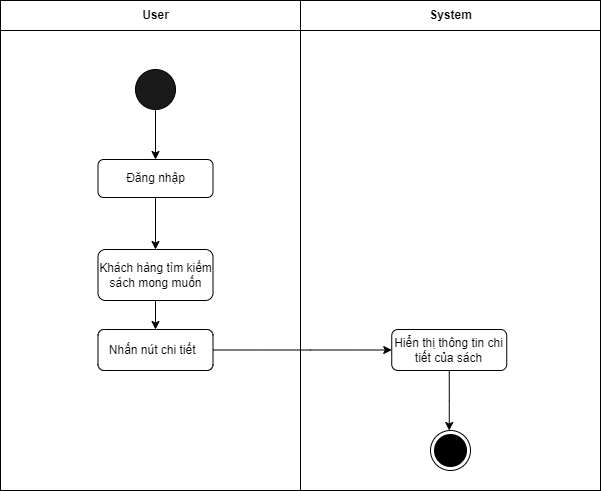 User
System
Đăng nhập
Khách hàng tìm kiếm
sách mong muốn
Nhấn nút chi tiết
Hiển thị thông tin chi
tiết của sách